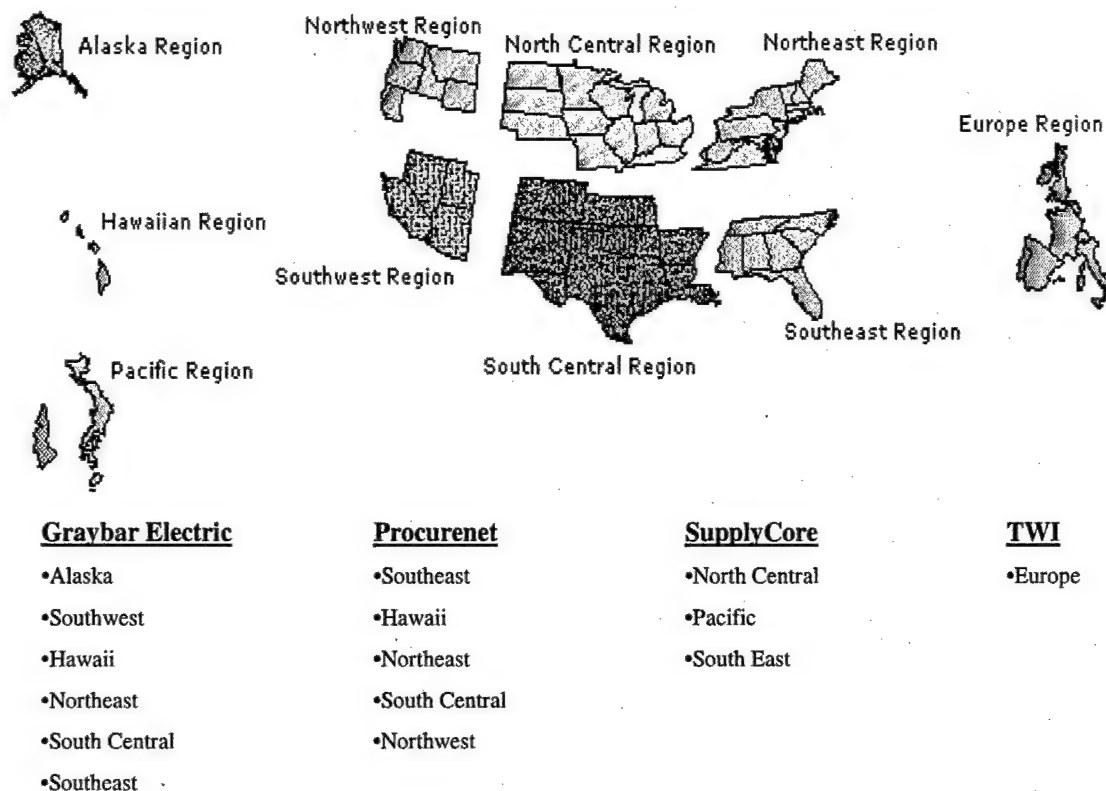 Alaska Region
Northwest Region
North Central Region
Northeast Region
Europe Region
Hawaiian Region
Southwest Region
Southeast Region
South Central Region
Pacific Region
Graybar Electric
•Alaska
•Southwest
•Hawaii
•Northeast
•South Central
•Southeast
Procurenet
•Southeast
•Hawaii
•Northeast
•South Central
•Northwest
SupplyCore
•North Central
•Pacific
•South East
TWI
•Europe